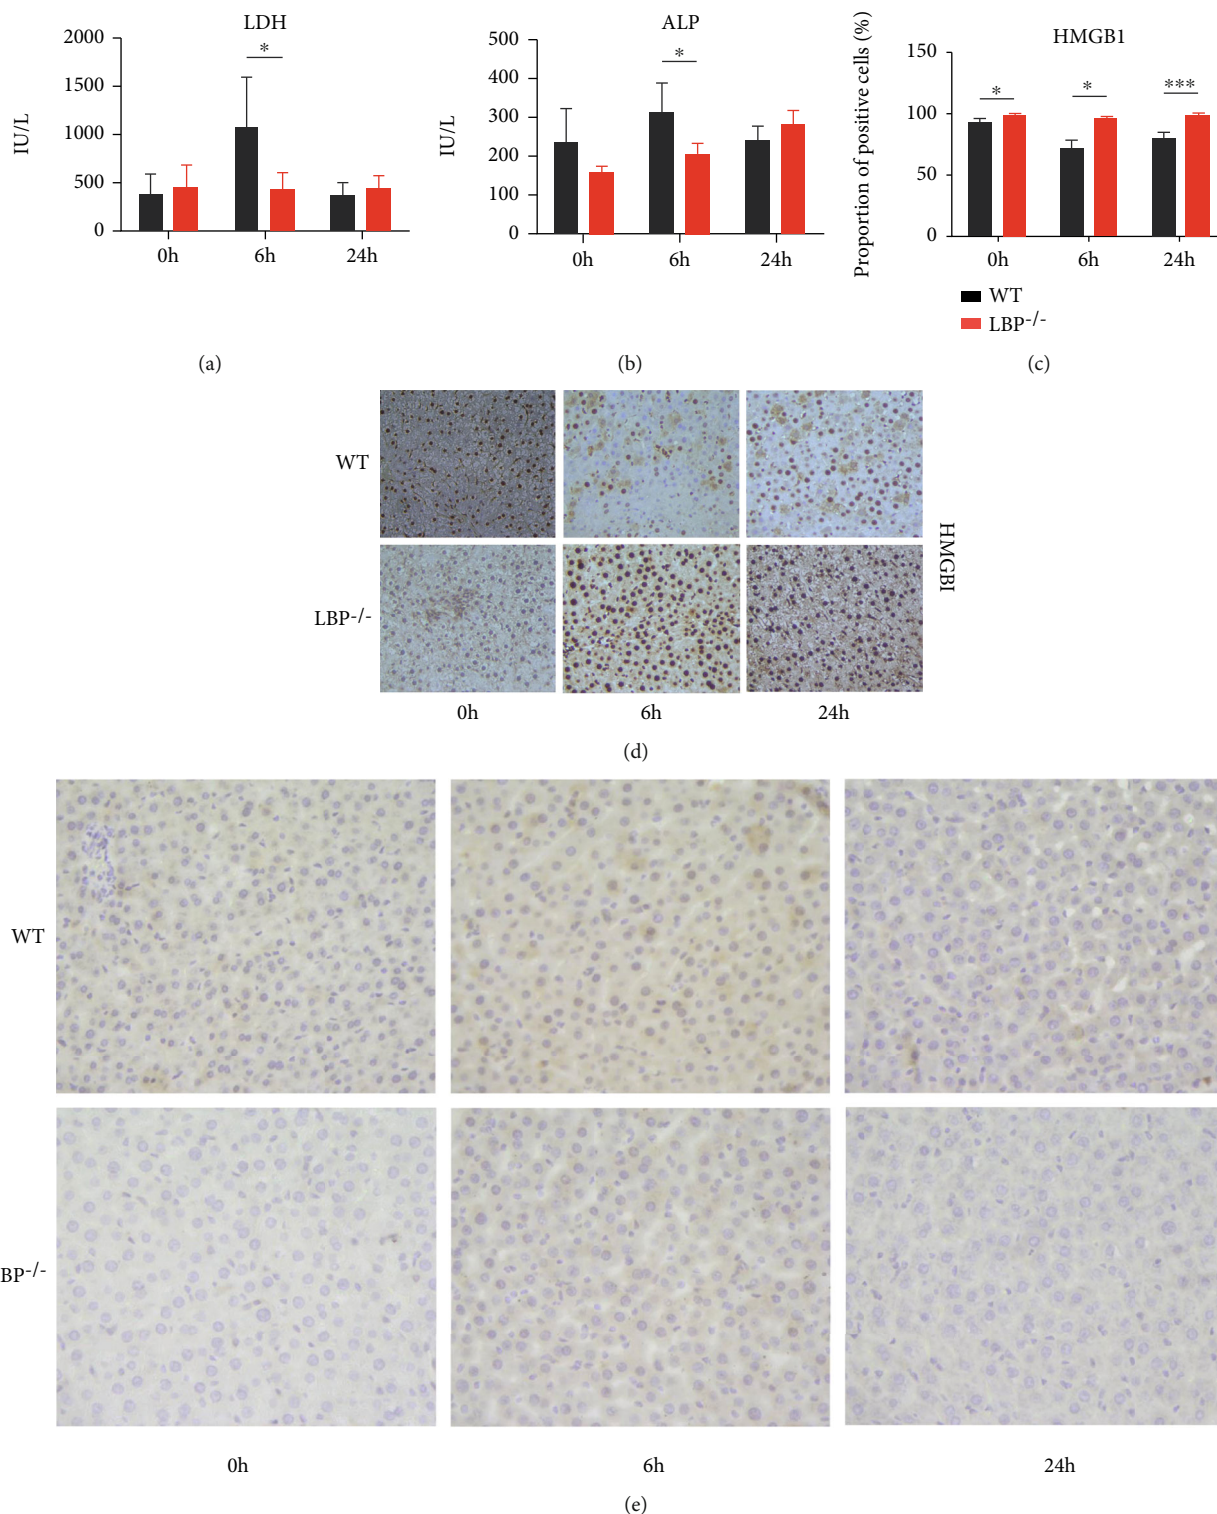 LDH
2000
1500
1000
500
0
IU/L
*
0h 6h 24h
(a)
ALP
500
400
300
200
100
0
IU/L
*
0h 6h 24h
(b)
HMGB1
Proportion of positive cells (%)
150
100
50
0
* * ***
0h 6h 24h
WT
LBP-/-
(c)
WT
LBP-/-
HMGBI
0h 6h 24h
(d)
WT
BP-/-
0h 6h 24h
(e)